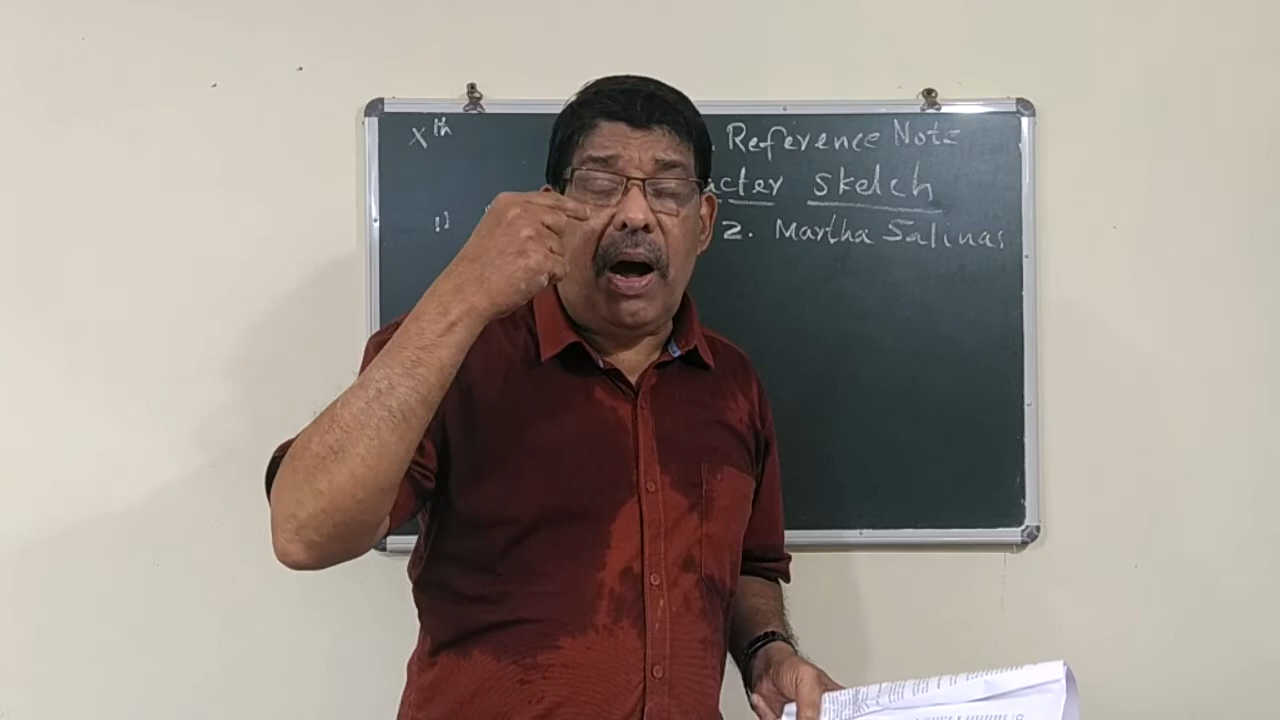 Xth . Reference Note
acter sketch
1) 2. Martha Salinas